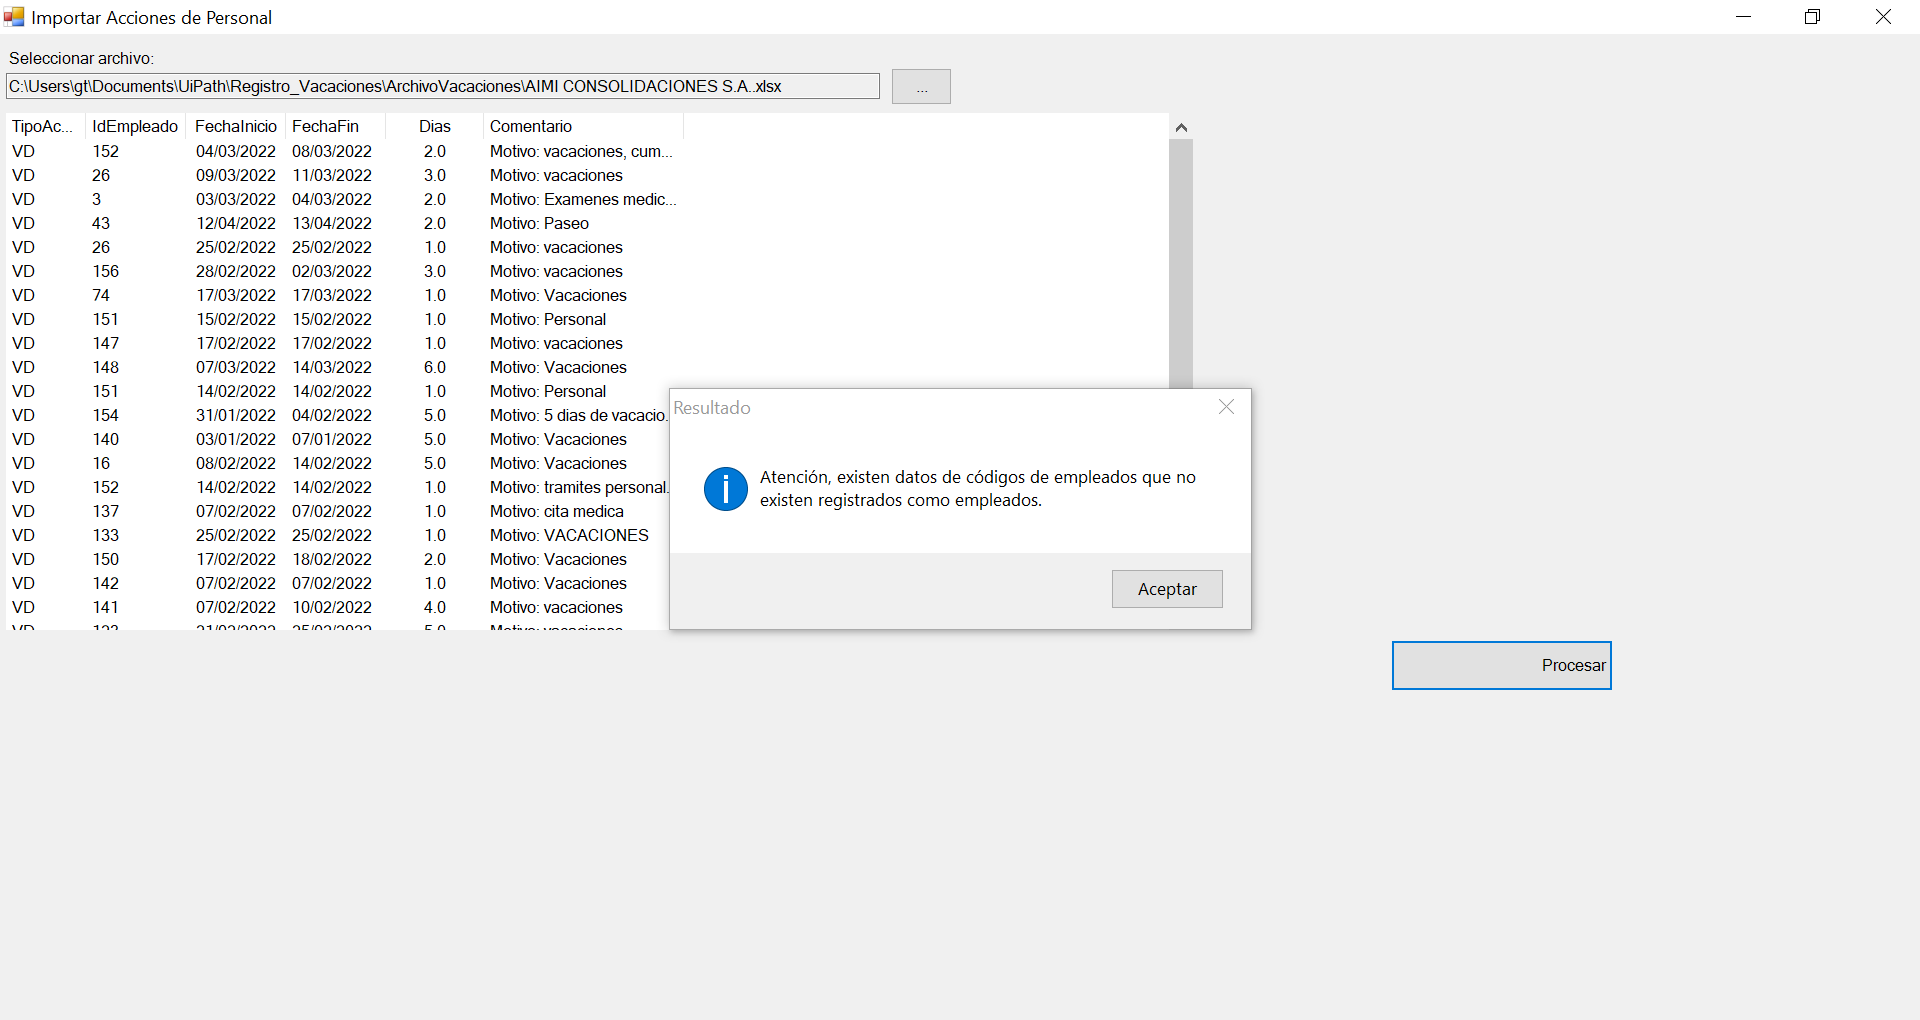 Importar Acciones de Personal
Seleccionar archivo:
C:\Users\gt\Documents\UiPath\Registro_Vacaciones\ArchivoVacaciones\AIMI CONSOLIDACIONES S.A..xlsx ...
TipoAc... IdEmpleado FechaInicio FechaFin Dias Comentario
VD 152 04/03/2022 08/03/2022 2.0 Motivo: vacaciones, cum...
VD 26 09/03/2022 11/03/2022 3.0 Motivo: vacaciones
VD 3 03/03/2022 04/03/2022 2.0 Motivo: Examenes medic...
VD 43 12/04/2022 13/04/2022 2.0 Motivo: Paseo
VD 26 25/02/2022 25/02/2022 1.0 Motivo: vacaciones
VD 156 28/02/2022 02/03/2022 3.0 Motivo: vacaciones
VD 74 17/03/2022 17/03/2022 1.0 Motivo: Vacaciones
VD 151 15/02/2022 15/02/2022 1.0 Motivo: Personal
VD 147 17/02/2022 17/02/2022 1.0 Motivo: vacaciones
VD 148 07/03/2022 14/03/2022 6.0 Motivo: Vacaciones
VD 151 14/02/2022 14/02/2022 1.0 Motivo: Personal
VD 154 31/01/2022 04/02/2022 5.0 Motivo: 5 dias de vacacio.
VD 140 03/01/2022 07/01/2022 5.0 Motivo: Vacaciones
VD 16 08/02/2022 14/02/2022 5.0 Motivo: Vacaciones
VD 152 14/02/2022 14/02/2022 1.0 Motivo: tramites personal.
VD 137 07/02/2022 07/02/2022 1.0 Motivo: cita medica
VD 133 25/02/2022 25/02/2022 1.0 Motivo: VACACIONES
VD 150 17/02/2022 18/02/2022 2.0 Motivo: Vacaciones
VD 142 07/02/2022 07/02/2022 1.0 Motivo: Vacaciones
VD 141 07/02/2022 10/02/2022 4.0 Motivo: vacaciones
Resultado
Atención, existen datos de códigos de empleados que no
existen registrados como empleados.
Aceptar
Procesar